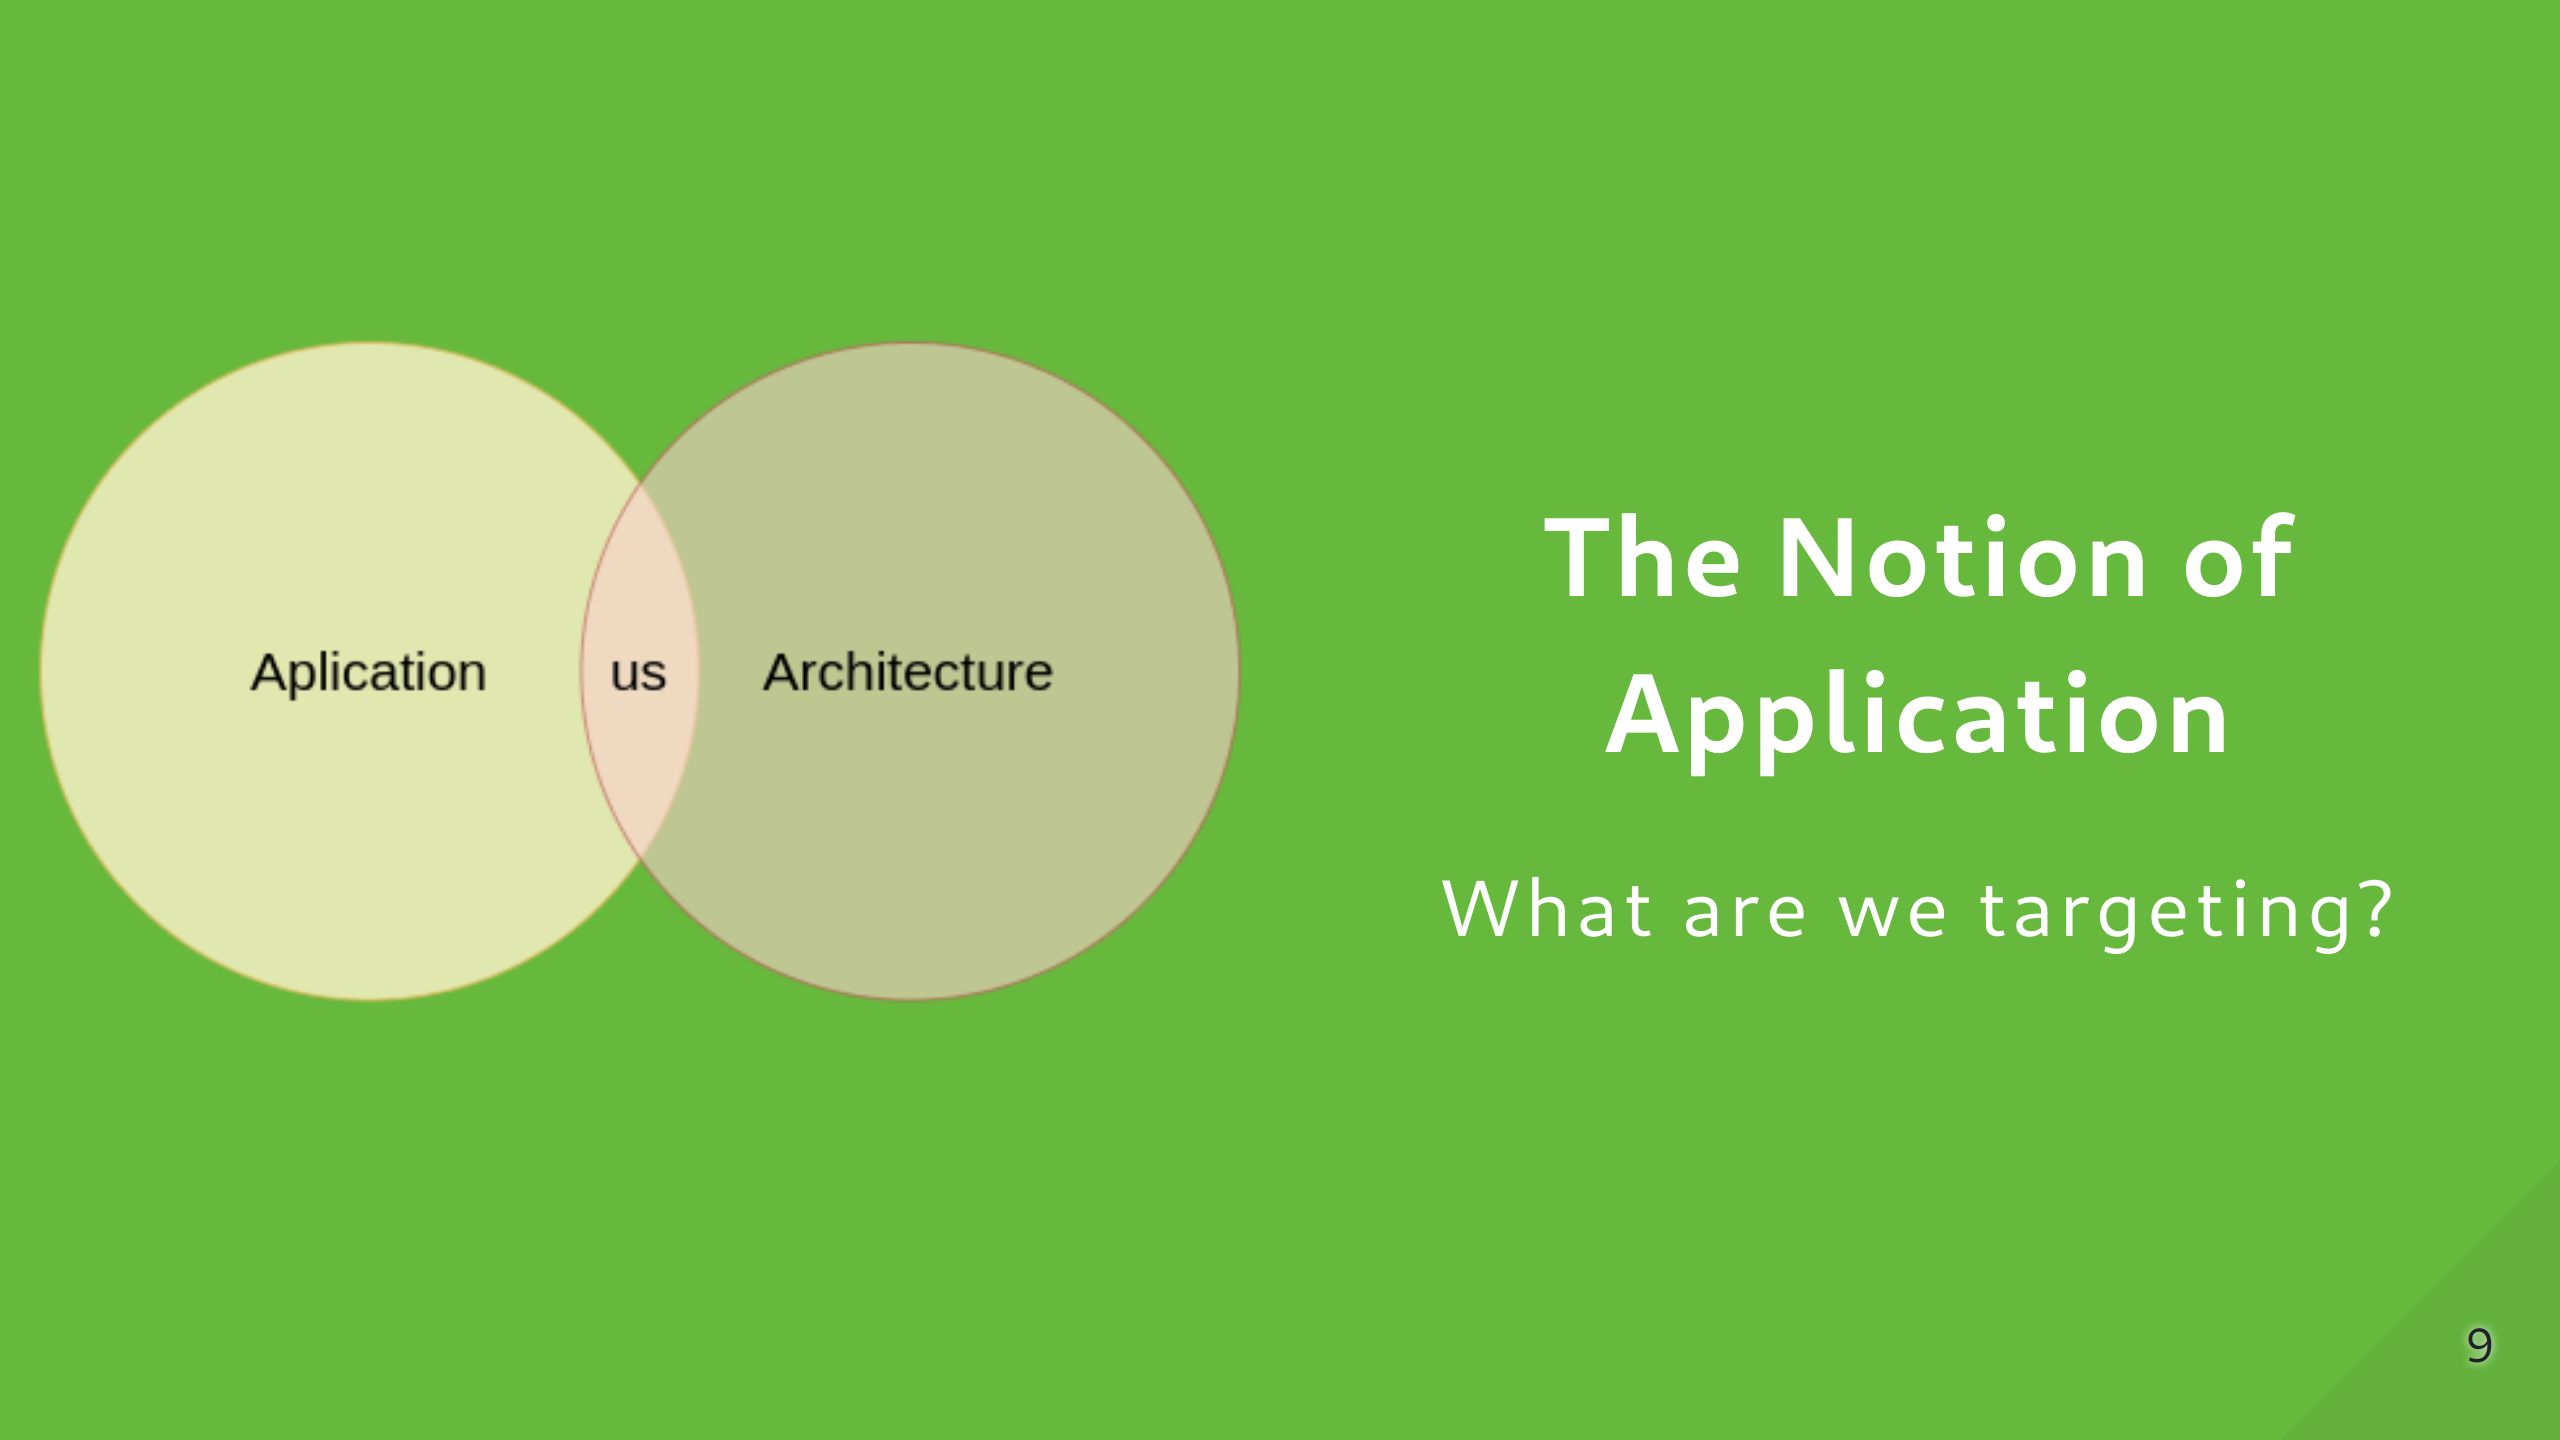 Aplication
us
Architecture
The Notion of
Application
What are we targeting?
9